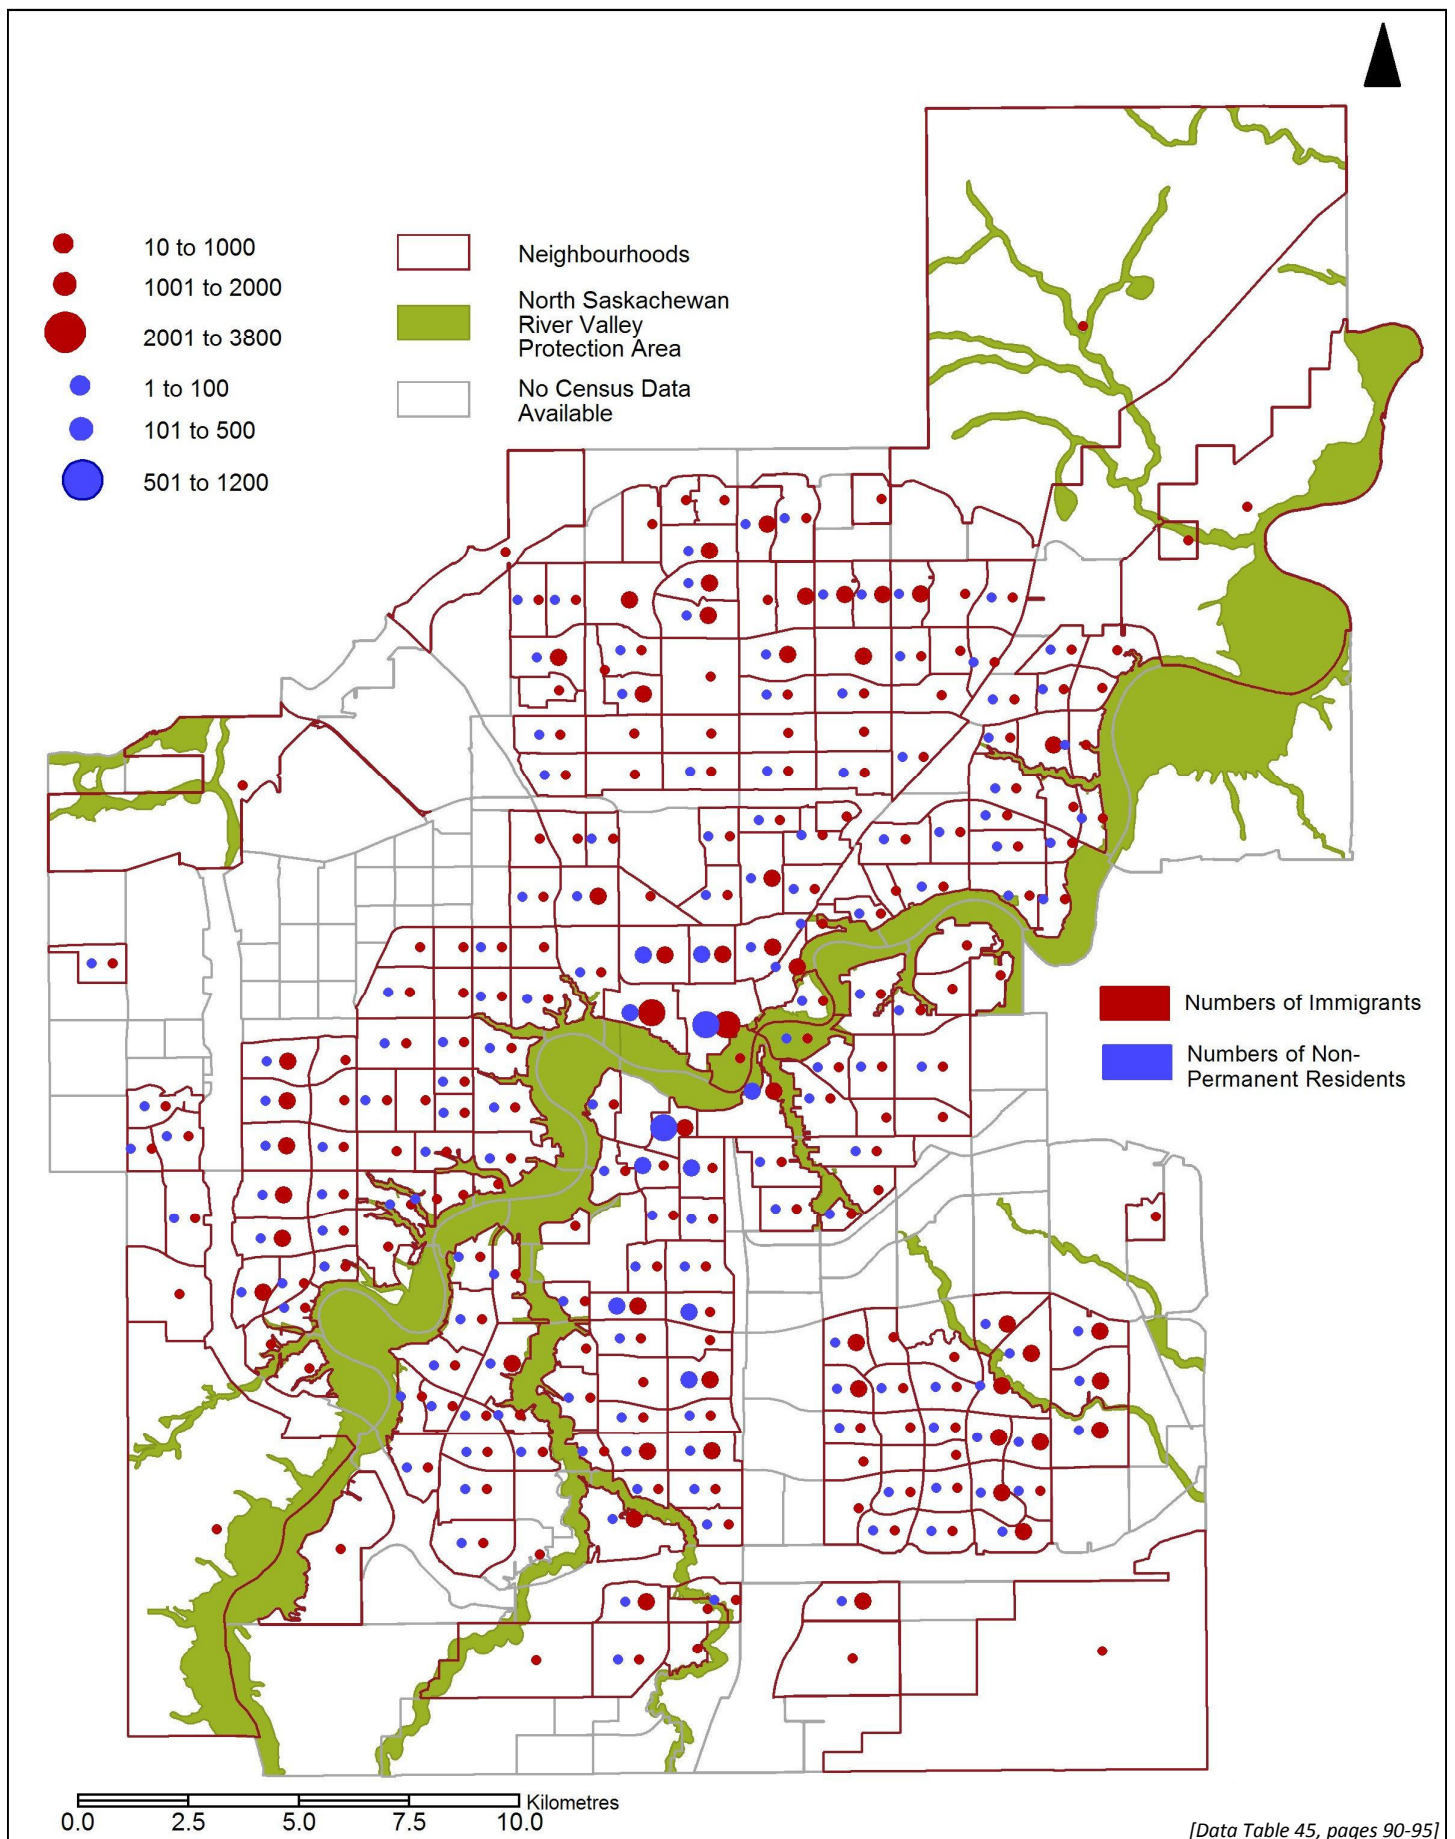 10 to 1000
1001 to 2000
2001 to 3800
1 to 100
101 to 500
501 to 1200
Neighbourhoods
North Saskachewan
River Valley
Protection Area
No Census Data
Available
Numbers of Immigrants
Numbers of Non-
Permanent Residents
Kilometres
0.0 2.5 5.0 7.5 10.0
[Data Table 45, pages 90-95]